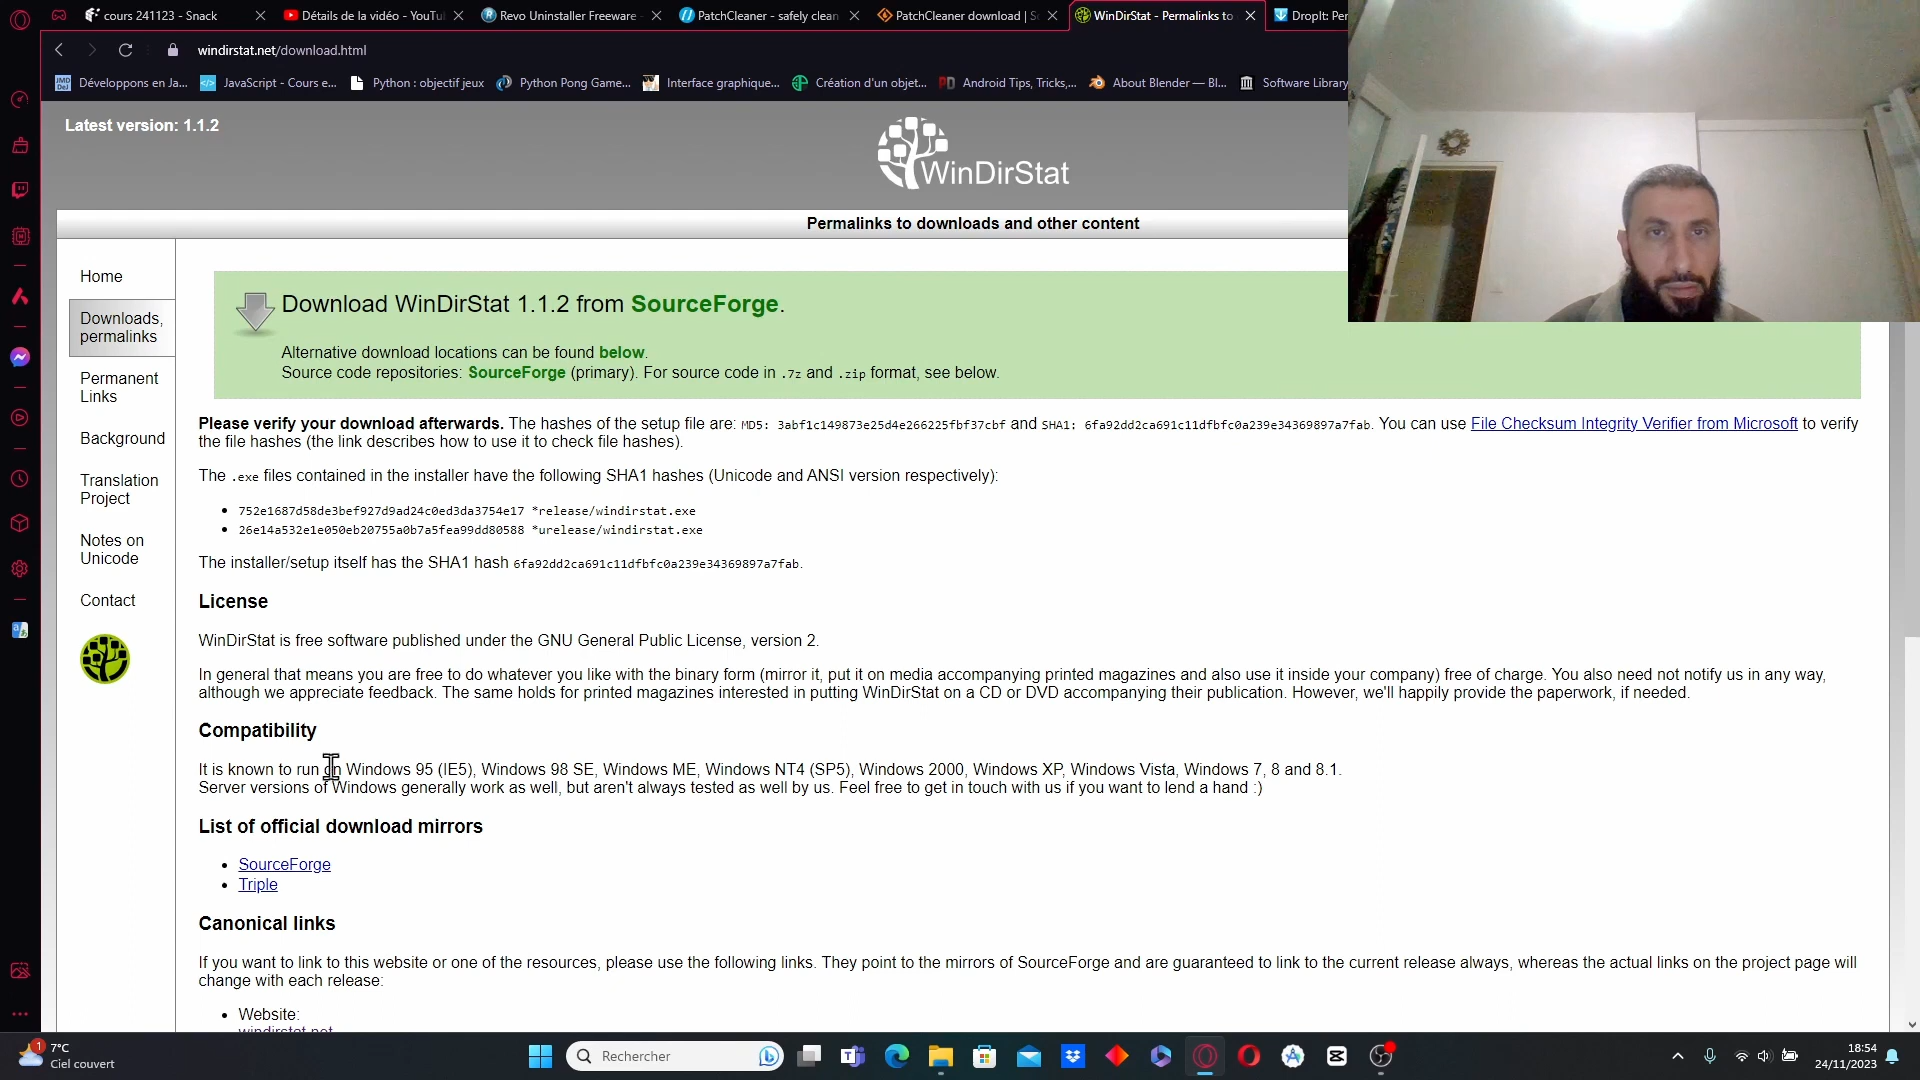 cours 241123 - Snack
Détails de la vidéo - YouTu
Revo Uninstaller Freeware
PatchCleaner - safely clean
PatchCleaner download | S
WinDirStat - Permalinks to
DropIt: Per
windirstat.net/download.html
Développons en Ja...
JavaScript - Cours e...
Python : objectif jeux
Python Pong Game...
Interface graphique...
Création d'un objet...
Android Tips, Tricks,...
About Blender — Bl...
Software Library
Latest version: 1.1.2
WinDirStat
Permalinks to downloads and other content
Home
Downloads,
permalinks
Permanent
Links
Background
Translation
Project
Notes on
Unicode
Contact
Download WinDirStat 1.1.2 from SourceForge.
Alternative download locations can be found below.
Source code repositories: SourceForge (primary). For source code in .7z and .zip format, see below.
Please verify your download afterwards. The hashes of the setup file are: MD5: 3abf1c149873e25d4e266225fbf37cbf and SHA1: 6fa92dd2ca691c11dfbfc0a239e34369897a7fab. You can use File Checksum Integrity Verifier from Microsoft to verify
the file hashes (the link describes how to use it to check file hashes).
The .exe files contained in the installer have the following SHA1 hashes (Unicode and ANSI version respectively):
• 752e1687d58de3bef927d9ad24c0ed3da3754e17 *release/windirstat.exe
• 26e14a532e1e050eb20755a0b7a5fea99dd80588 *urelease/windirstat.exe
The installer/setup itself has the SHA1 hash 6fa92dd2ca691c11dfbfc0a239e34369897a7fab.
License
WinDirStat is free software published under the GNU General Public License, version 2.
In general that means you are free to do whatever you like with the binary form (mirror it, put it on media accompanying printed magazines and also use it inside your company) free of charge. You also need not notify us in any way,
although we appreciate feedback. The same holds for printed magazines interested in putting WinDirStat on a CD or DVD accompanying their publication. However, we'll happily provide the paperwork, if needed.
Compatibility
It is known to run on Windows 95 (IE5), Windows 98 SE, Windows ME, Windows NT4 (SP5), Windows 2000, Windows XP, Windows Vista, Windows 7, 8 and 8.1.
Server versions of Windows generally work as well, but aren't always tested as well by us. Feel free to get in touch with us if you want to lend a hand :)
List of official download mirrors
• SourceForge
• Triple
Canonical links
If you want to link to this website or one of the resources, please use the following links. They point to the mirrors of SourceForge and are guaranteed to link to the current release always, whereas the actual links on the project page will
change with each release:
• Website:
windirstat.net
1
7°C
Ciel couvert
Rechercher
18:54
24/11/2023